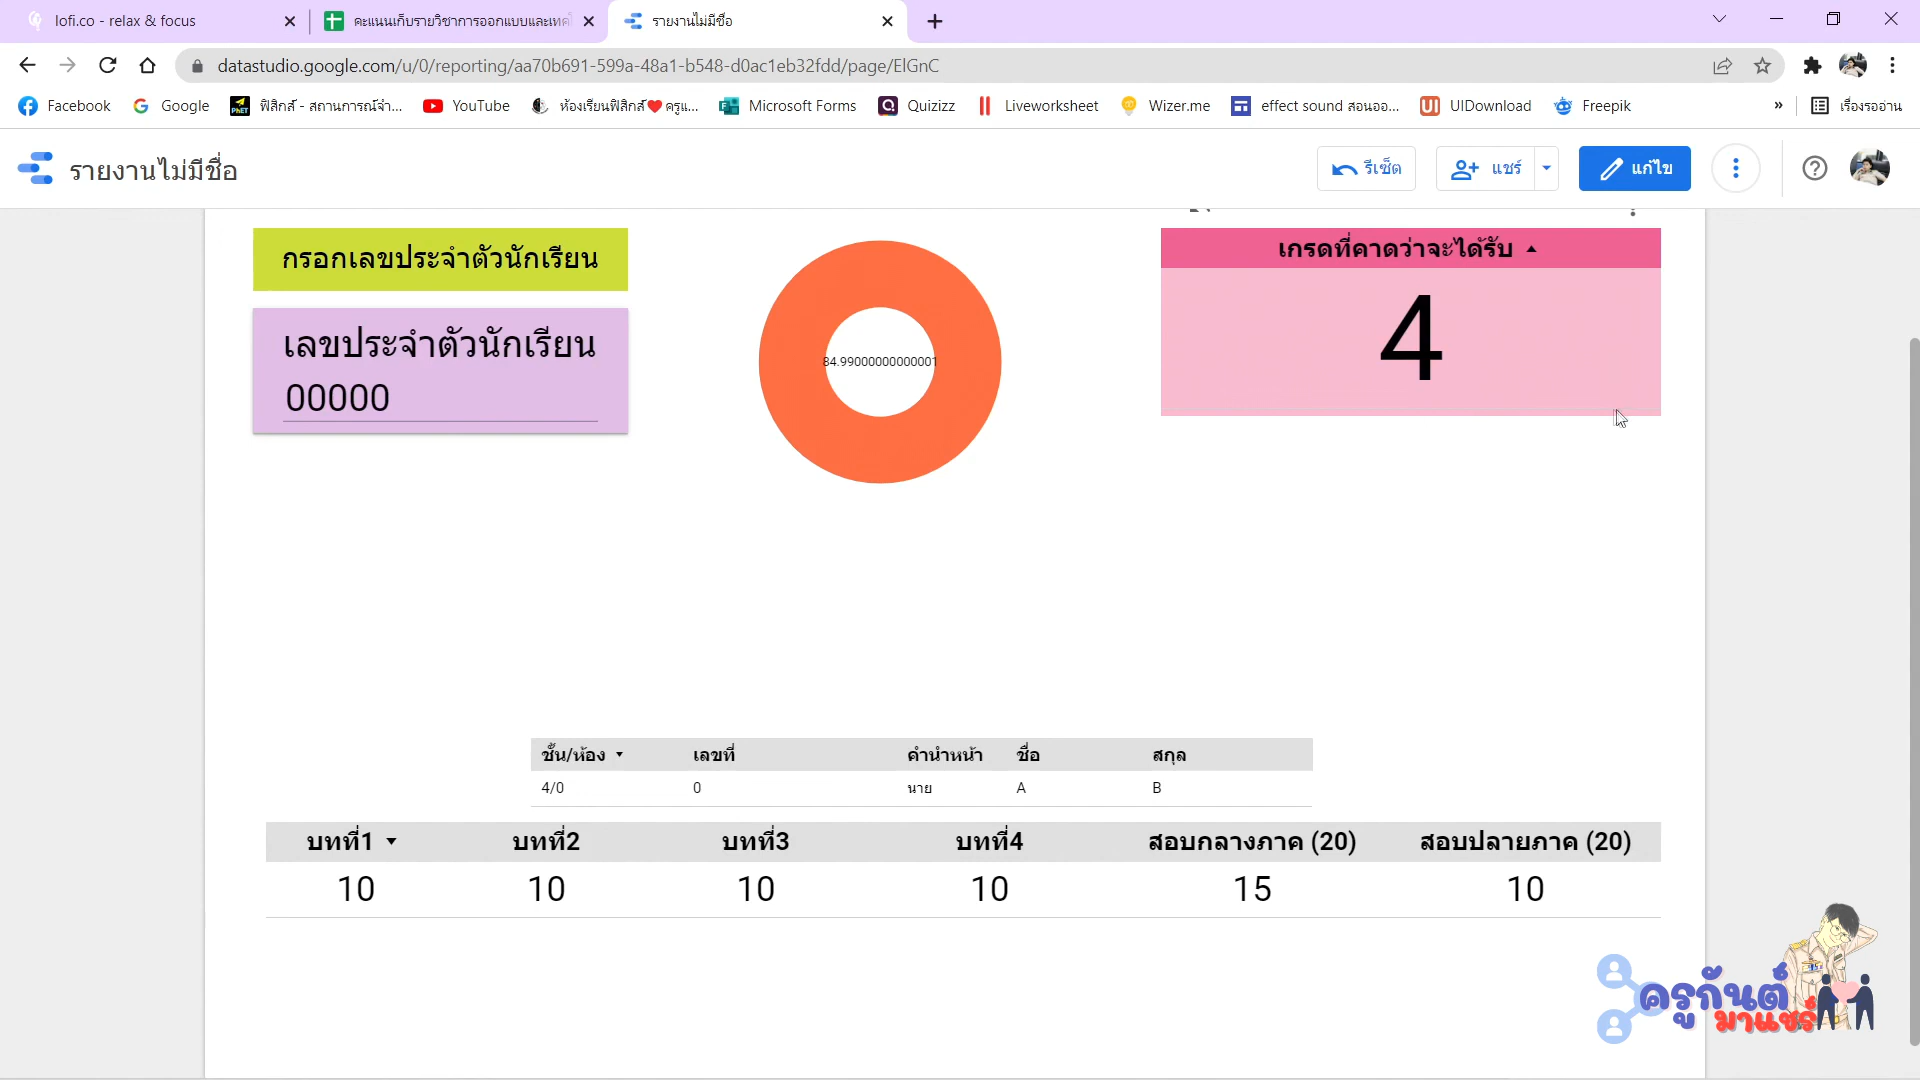 lofi.co - relax & focus
คะแนนเก็บรายวิชาการออกแบบและเทค
รายงานไม่มีชื่อ
datastudio.google.com/u/0/reporting/aa70b691-599a-48a1-b548-d0ac1eb32fdd/page/ElGnC
Facebook
Google
ฟิสิกส์ - สถานการณ์จำ...
YouTube
ห้องเรียนฟิสิกส์❤️ครูแ...
Microsoft Forms
Quizizz
Liveworksheet
Wizer.me
effect sound สอนออ...
UIDownload
Freepik
»
เรื่องรออ่าน
รายงานไม่มีชื่อ
รีเซ็ต
แชร์
แก้ไข
กรอกเลขประจำตัวนักเรียน
เลขประจำตัวนักเรียน
00000
84.99000000000001
เกรดที่คาดว่าจะได้รับ
4
ชั้น/ห้อง เลขที่ คำนำหน้า ชื่อ สกุล
4/0 0 นาย A B
บทที่1 บทที่2 บทที่3 บทที่4 สอบกลางภาค (20) สอบปลายภาค (20)
10 10 10 10 15 10
ครูกันต์
มาแชร์